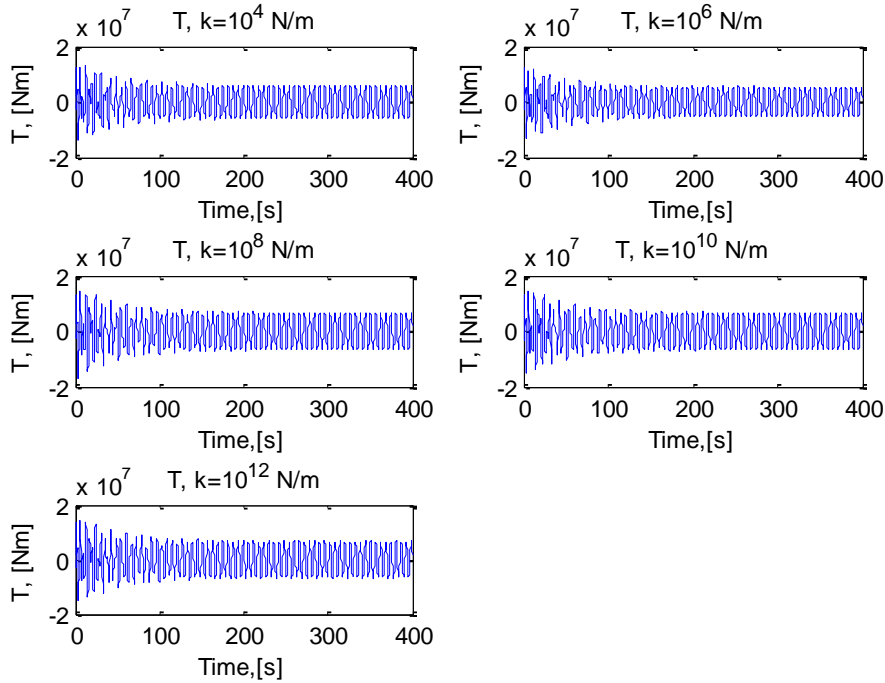 x 10^7 T, k=10^4 N/m
2
0
-2
T, [Nm]
0 100 200 300 400
Time,[s]
x 10^7 T, k=10^6 N/m
2
0
-2
T, [Nm]
0 100 200 300 400
Time,[s]
x 10^7 T, k=10^8 N/m
2
0
-2
T, [Nm]
0 100 200 300 400
Time,[s]
x 10^7 T, k=10^10 N/m
2
0
-2
T, [Nm]
0 100 200 300 400
Time,[s]
x 10^7 T, k=10^12 N/m
2
0
-2
T, [Nm]
0 100 200 300 400
Time,[s]